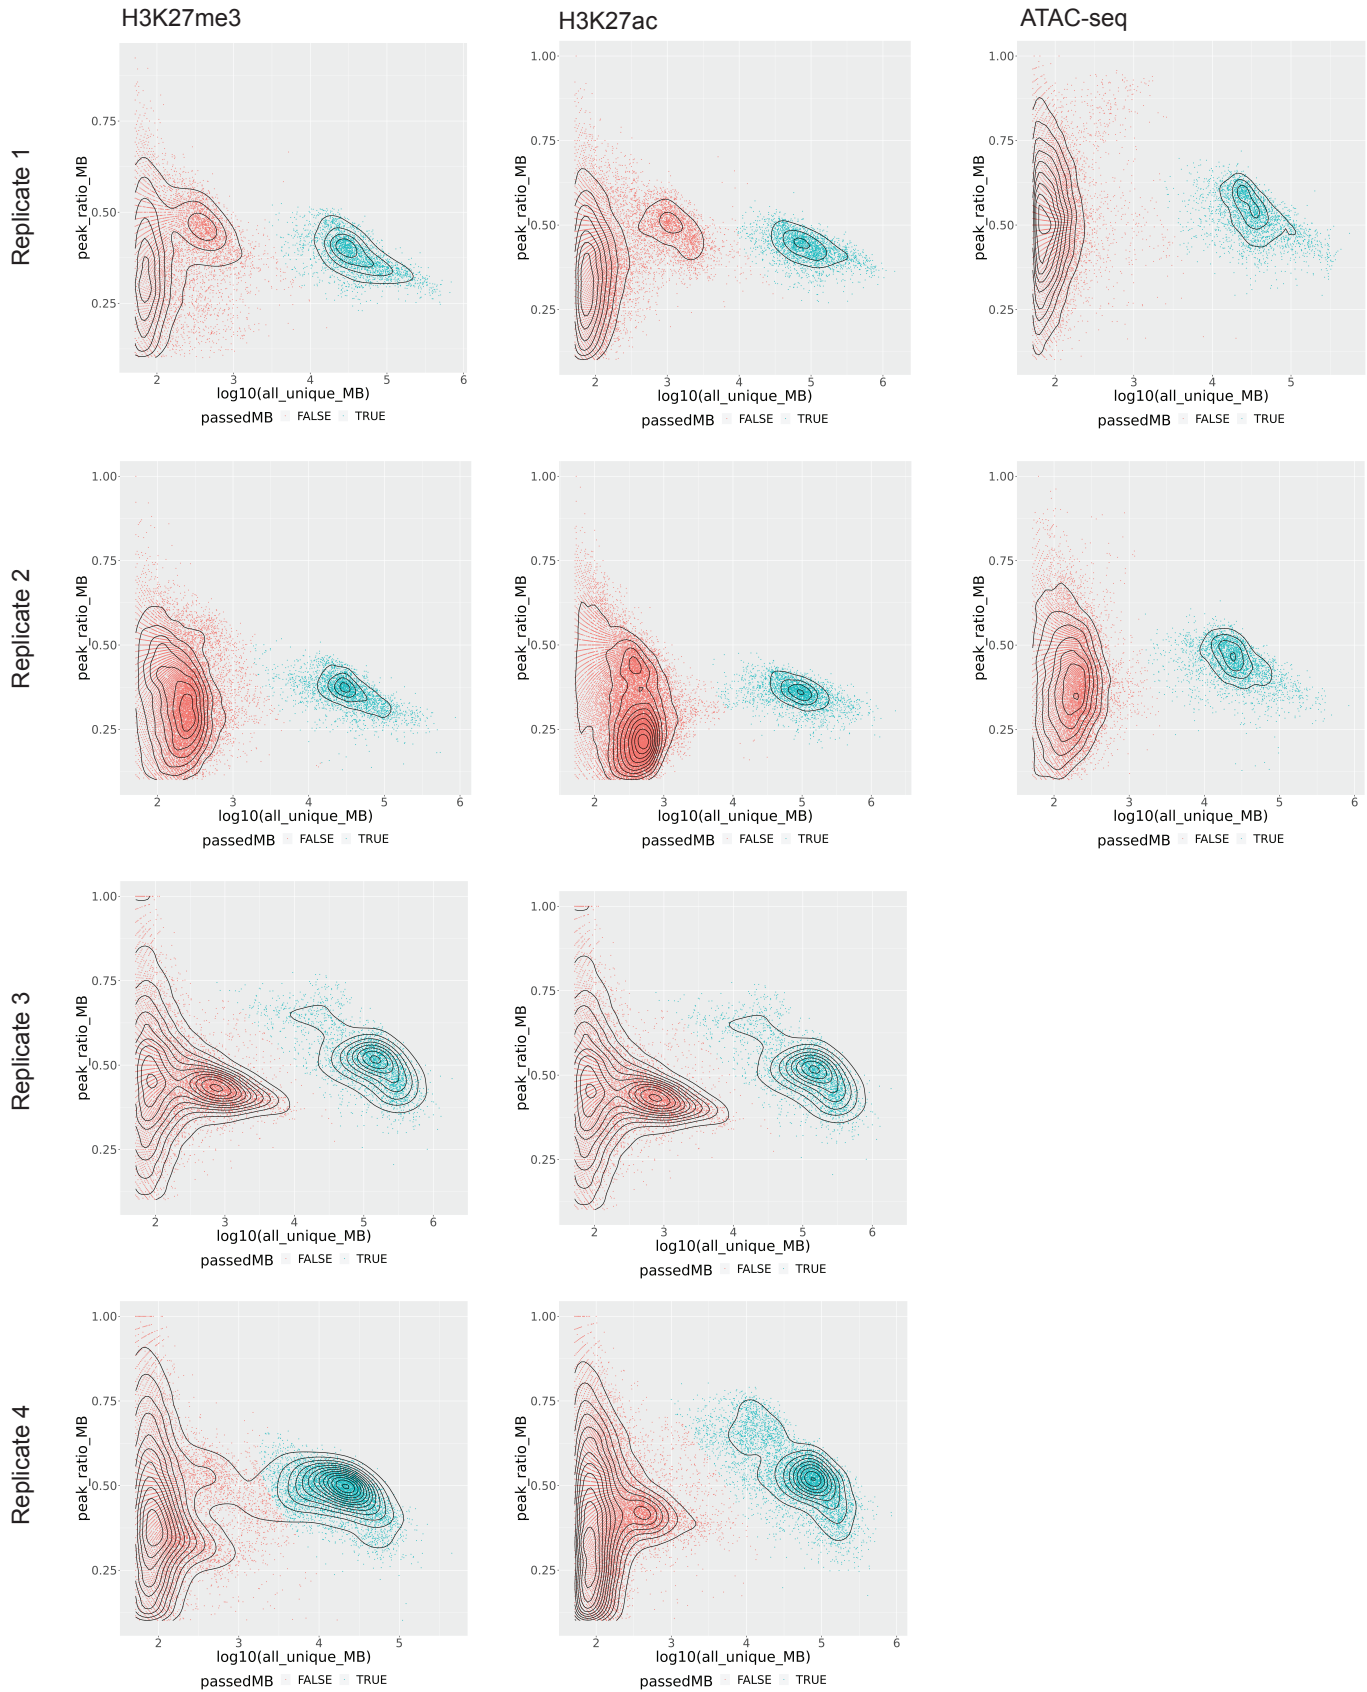 H3K27me3 H3K27ac ATAC-seq
Replicate 1
peak_ratio_MB
0.75
0.50
0.25
2 3 4 5 6
log10(all_unique_MB)
passedMB FALSE TRUE
peak_ratio_MB
1.00
0.75
0.50
0.25
2 3 4 5 6
log10(all_unique_MB)
passedMB FALSE TRUE
peak_ratio_MB
1.00
0.75
0.50
0.25
2 3 4 5
log10(all_unique_MB)
passedMB FALSE TRUE
Replicate 2
peak_ratio_MB
1.00
0.75
0.50
0.25
2 3 4 5 6
log10(all_unique_MB)
passedMB FALSE TRUE
peak_ratio_MB
1.00
0.75
0.50
0.25
2 3 4 5 6
log10(all_unique_MB)
passedMB FALSE TRUE
peak_ratio_MB
1.00
0.75
0.50
0.25
2 3 4 5 6
log10(all_unique_MB)
passedMB FALSE TRUE
Replicate 3
peak_ratio_MB
1.00
0.75
0.50
0.25
2 3 4 5 6
log10(all_unique_MB)
passedMB FALSE TRUE
peak_ratio_MB
1.00
0.75
0.50
0.25
2 3 4 5 6
log10(all_unique_MB)
passedMB FALSE TRUE
Replicate 4
peak_ratio_MB
1.00
0.75
0.50
0.25
2 3 4 5
log10(all_unique_MB)
passedMB FALSE TRUE
peak_ratio_MB
1.00
0.75
0.50
0.25
2 3 4 5 6
log10(all_unique_MB)
passedMB FALSE TRUE